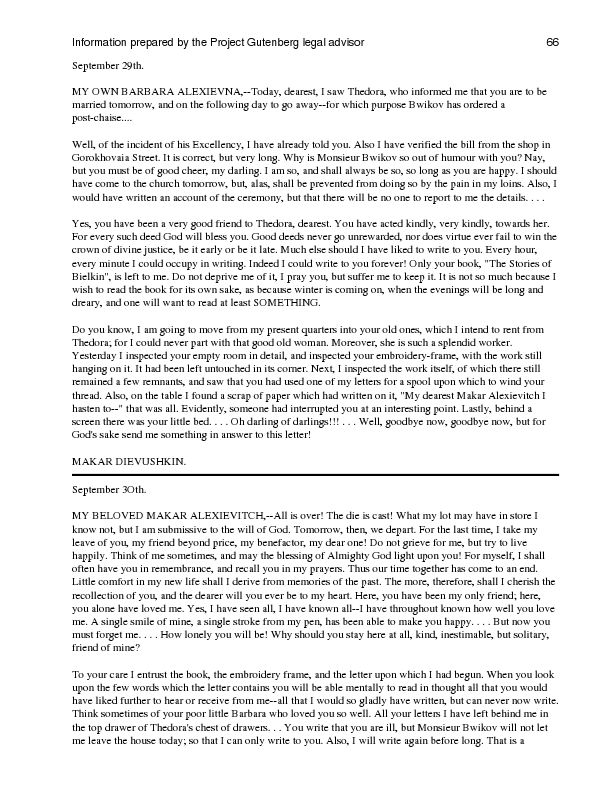 Information prepared by the Project Gutenberg legal advisor 66
September 29th.
MY OWN BARBARA ALEXIEVNA,--Today, dearest, I saw Thedora, who informed me that you are to be
married tomorrow, and on the following day to go away--for which purpose Bwikov has ordered a
post-chaise....
Well, of the incident of his Excellency, I have already told you. Also I have verified the bill from the shop in
Gorokhovaia Street. It is correct, but very long. Why is Monsieur Bwikov so out of humour with you? Nay,
but you must be of good cheer, my darling. I am so, and shall always be so, so long as you are happy. I should
have come to the church tomorrow, but, alas, shall be prevented from doing so by the pain in my loins. Also, I
would have written an account of the ceremony, but that there will be no one to report to me the details. . . .
Yes, you have been a very good friend to Thedora, dearest. You have acted kindly, very kindly, towards her.
For every such deed God will bless you. Good deeds never go unrewarded, nor does virtue ever fail to win the
crown of divine justice, be it early or be it late. Much else should I have liked to write to you. Every hour,
every minute I could occupy in writing. Indeed I could write to you forever! Only your book, "The Stories of
Bielkin", is left to me. Do not deprive me of it, I pray you, but suffer me to keep it. It is not so much because I
wish to read the book for its own sake, as because winter is coming on, when the evenings will be long and
dreary, and one will want to read at least SOMETHING.
Do you know, I am going to move from my present quarters into your old ones, which I intend to rent from
Thedora; for I could never part with that good old woman. Moreover, she is such a splendid worker.
Yesterday I inspected your empty room in detail, and inspected your embroidery-frame, with the work still
hanging on it. It had been left untouched in its corner. Next, I inspected the work itself, of which there still
remained a few remnants, and saw that you had used one of my letters for a spool upon which to wind your
thread. Also, on the table I found a scrap of paper which had written on it, "My dearest Makar Alexievitch I
hasten to--" that was all. Evidently, someone had interrupted you at an interesting point. Lastly, behind a
screen there was your little bed. . . . Oh darling of darlings!!! . . . Well, goodbye now, goodbye now, but for
God's sake send me something in answer to this letter!
MAKAR DIEVUSHKIN.
September 3Oth.
MY BELOVED MAKAR ALEXIEVITCH,--All is over! The die is cast! What my lot may have in store I
know not, but I am submissive to the will of God. Tomorrow, then, we depart. For the last time, I take my
leave of you, my friend beyond price, my benefactor, my dear one! Do not grieve for me, but try to live
happily. Think of me sometimes, and may the blessing of Almighty God light upon you! For myself, I shall
often have you in remembrance, and recall you in my prayers. Thus our time together has come to an end.
Little comfort in my new life shall I derive from memories of the past. The more, therefore, shall I cherish the
recollection of you, and the dearer will you ever be to my heart. Here, you have been my only friend; here,
you alone have loved me. Yes, I have seen all, I have known all--I have throughout known how well you love
me. A single smile of mine, a single stroke from my pen, has been able to make you happy. . . . But now you
must forget me. . . . How lonely you will be! Why should you stay here at all, kind, inestimable, but solitary,
friend of mine?
To your care I entrust the book, the embroidery frame, and the letter upon which I had begun. When you look
upon the few words which the letter contains you will be able mentally to read in thought all that you would
have liked further to hear or receive from me--all that I would so gladly have written, but can never now write.
Think sometimes of your poor little Barbara who loved you so well. All your letters I have left behind me in
the top drawer of Thedora's chest of drawers. . . You write that you are ill, but Monsieur Bwikov will not let
me leave the house today; so that I can only write to you. Also, I will write again before long. That is a